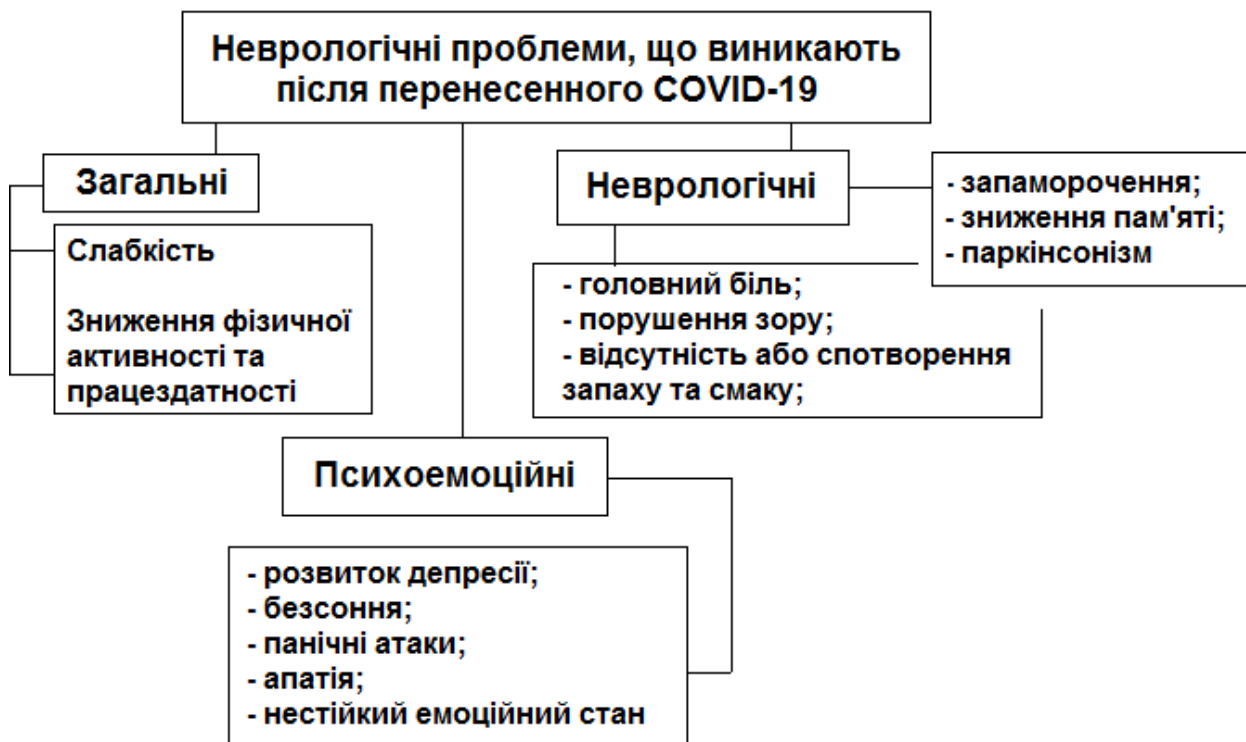 Неврологічні проблеми, що виникають
після перенесенного COVID-19
Загальні
Слабкість
Зниження фізичної
активності та
працездатності
Неврологічні
- запаморочення;
- зниження пам'яті;
- паркінсонізм
- головний біль;
- порушення зору;
- відсутність або спотворення
запаху та смаку;
Психоемоційні
- розвиток депресії;
- безсоння;
- панічні атаки;
- апатія;
- нестійкий емоційний стан